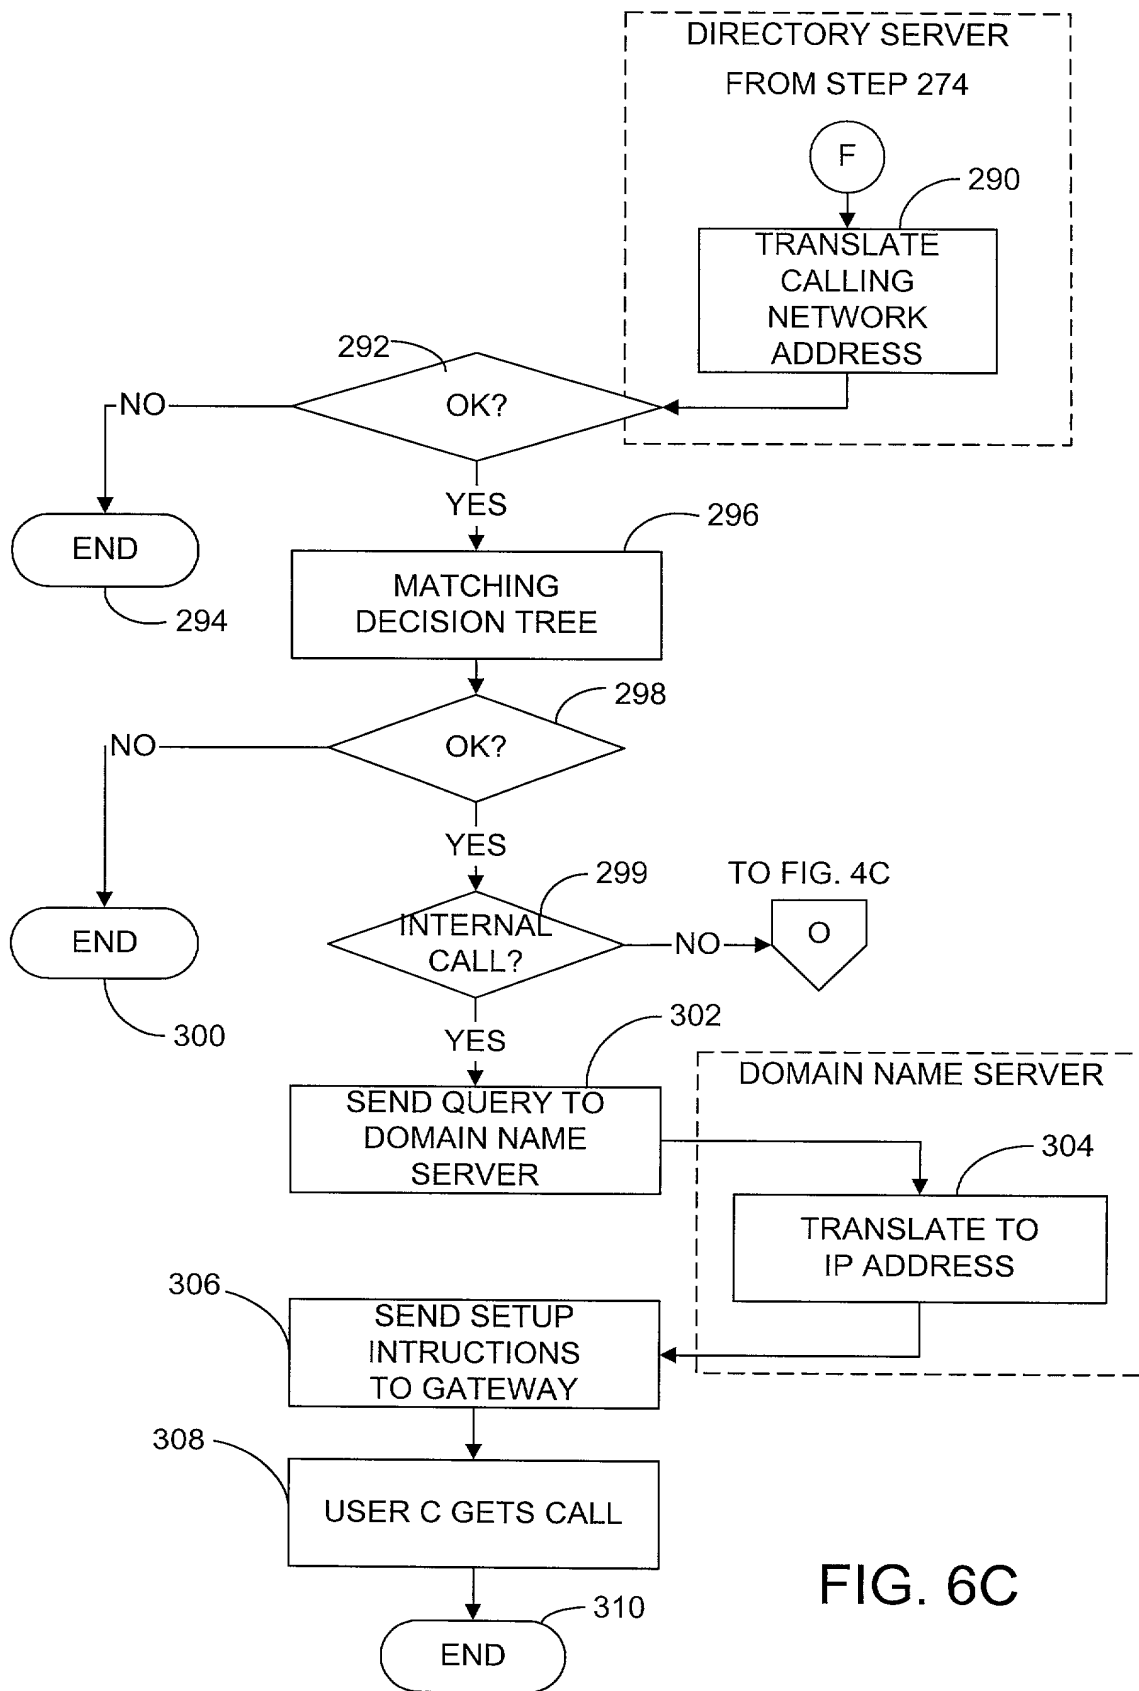 DIRECTORY SERVER
FROM STEP 274
F
290
TRANSLATE
CALLING
NETWORK
ADDRESS
292
OK?
NO
YES
END
294
296
MATCHING
DECISION TREE
298
OK?
NO
YES
END
300
299
INTERNAL
CALL?
NO
TO FIG. 4C
O
YES
302
SEND QUERY TO
DOMAIN NAME
SERVER
DOMAIN NAME SERVER
304
TRANSLATE TO
IP ADDRESS
306
SEND SETUP
INTRUCTIONS
TO GATEWAY
308
USER C GETS CALL
310
END
FIG. 6C